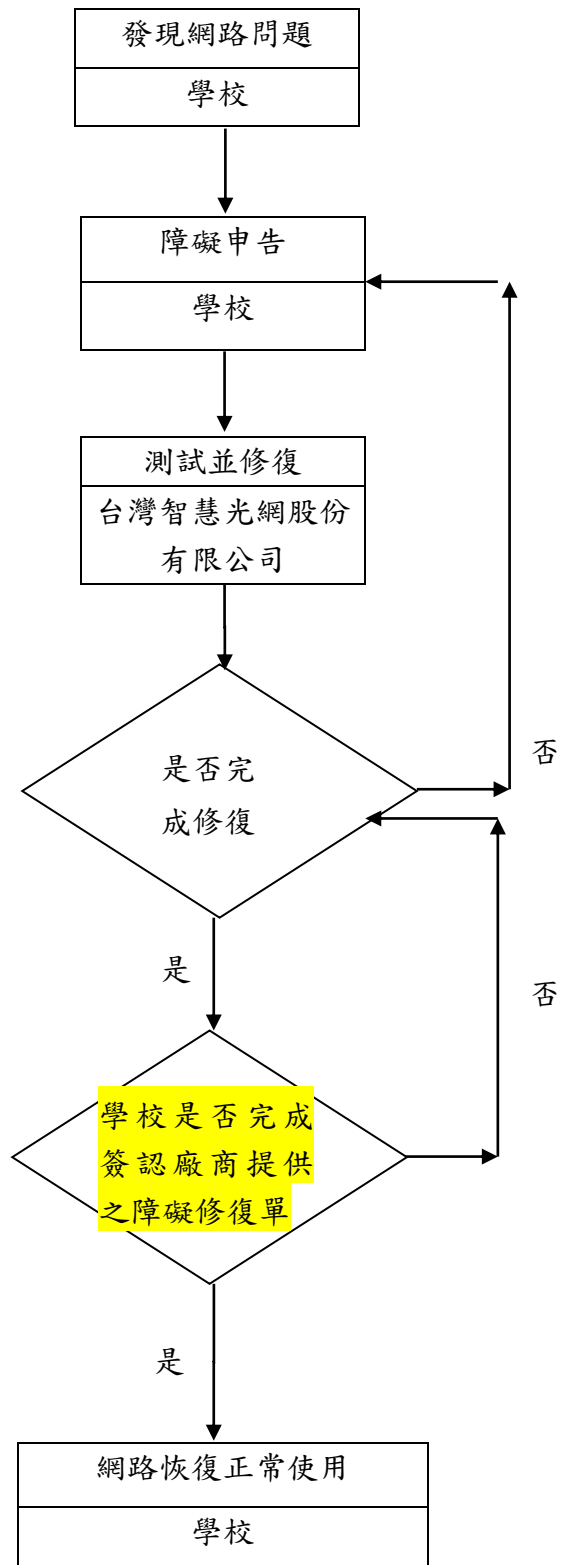 發現網路問題
學校
障礙申告
學校
測試並修復
台灣智慧光網股份
有限公司
是否完
成修復
否
是
否
學校是否完成
簽認廠商提供
之障礙修復單
是
網路恢復正常使用
學校